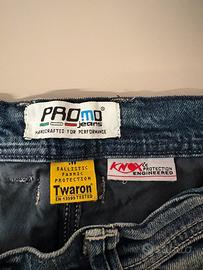 PROmo
jeans
HANDCRAFTED FOR PERFORMANCE
BALLISTIC
FABRIC
PROTECTION
Twaron®
EN 13595 TESTED
KNOX
PROTECTION
ENGINEERED